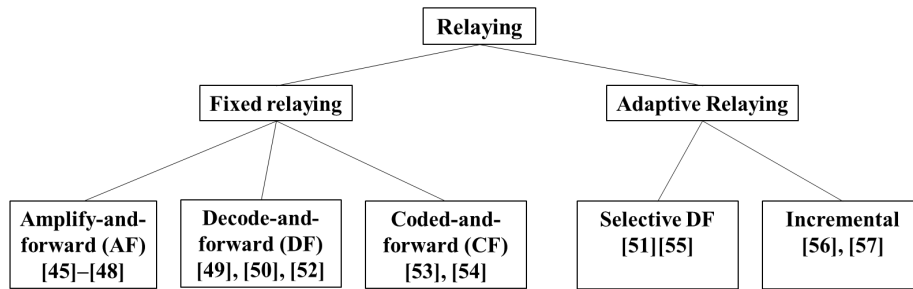 Relaying
Fixed relaying
Adaptive Relaying
Amplify-and-
forward (AF)
[45]–[48]
Decode-and-
forward (DF)
[49], [50], [52]
Coded-and-
forward (CF)
[53], [54]
Selective DF
[51][55]
Incremental
[56], [57]